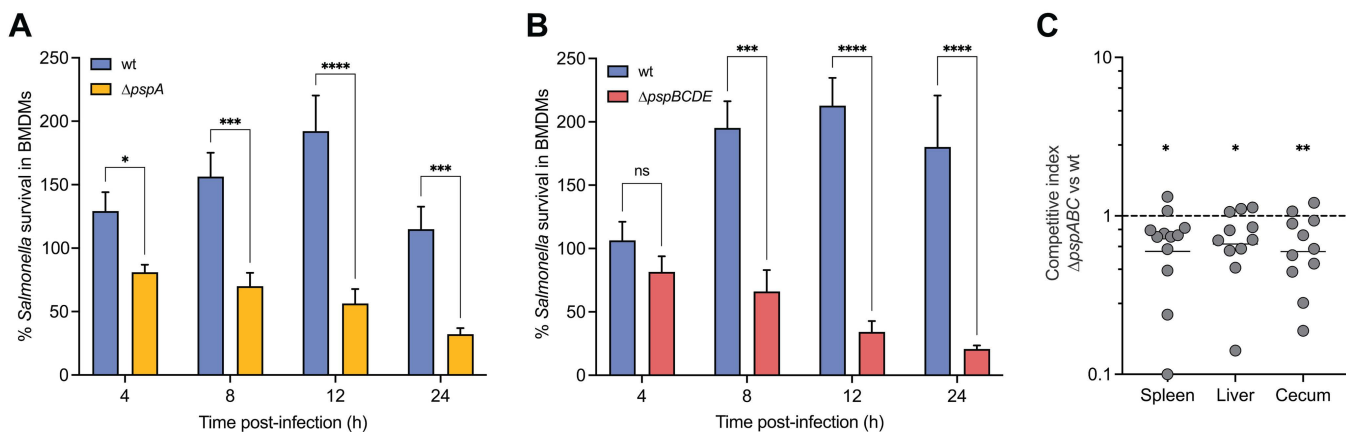 A
% Salmonella survival in BMDMs
250
200
150
100
50
0
wt
ΔpspA
*
***
****
***
4 8 12 24
Time post-infection (h)
B
% Salmonella survival in BMDMs
250
200
150
100
50
0
wt
ΔpspBCDE
ns
***
****
****
4 8 12 24
Time post-infection (h)
C
Competitive index
ΔpspABC vs wt
10
1
0.1
* * **
Spleen Liver Cecum